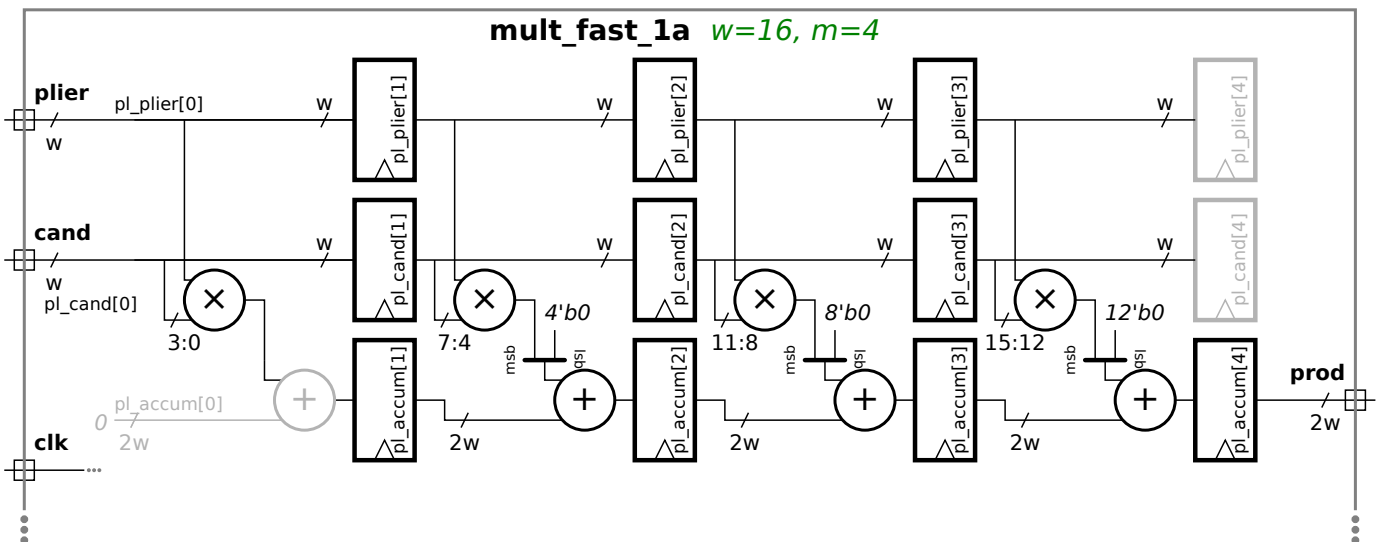 mult_fast_1a w=16, m=4
plier
pl_plier[0]
w
w
w
w
w
pl_plier[1]
pl_plier[2]
pl_plier[3]
pl_plier[4]
cand
w
pl_cand[0]
w
w
w
w
pl_cand[1]
pl_cand[2]
pl_cand[3]
pl_cand[4]
×
×
×
×
3:0
7:4
11:8
15:12
4'b0
8'b0
12'b0
msb
lsb
msb
lsb
msb
lsb
0
pl_accum[0]
2w
+
+
+
+
pl_accum[1]
2w
pl_accum[2]
2w
pl_accum[3]
2w
pl_accum[4]
prod
2w
clk